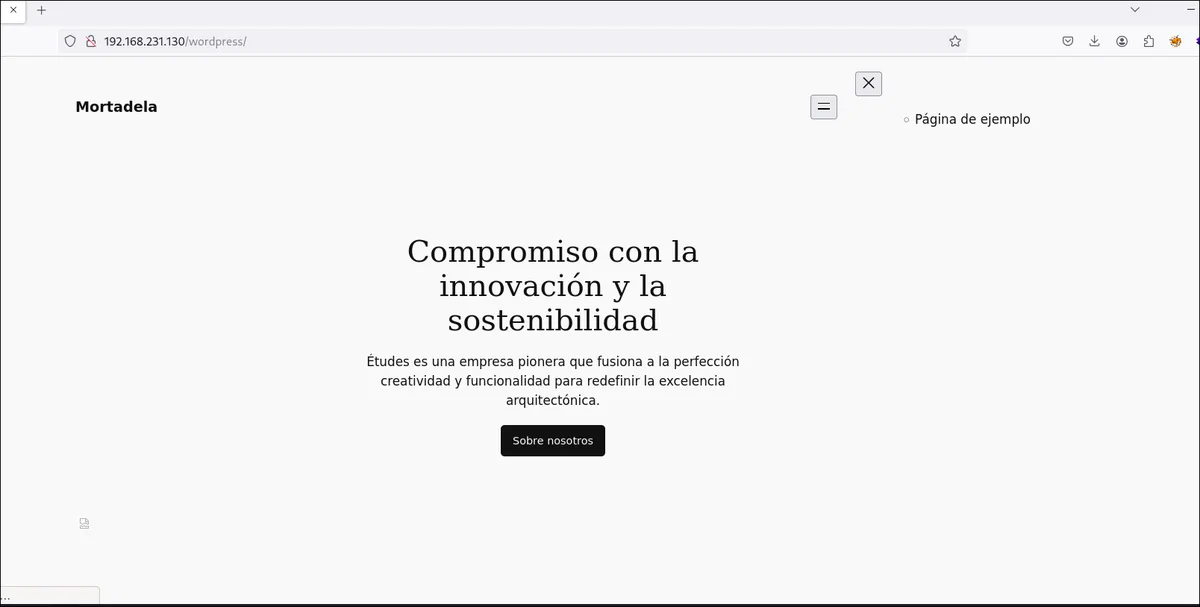 192.168.231.130/wordpress/
Mortadela
Página de ejemplo
Compromiso con la
innovación y la
sostenibilidad
Études es una empresa pionera que fusiona a la perfección
creatividad y funcionalidad para redefinir la excelencia
arquitectónica.
Sobre nosotros
...